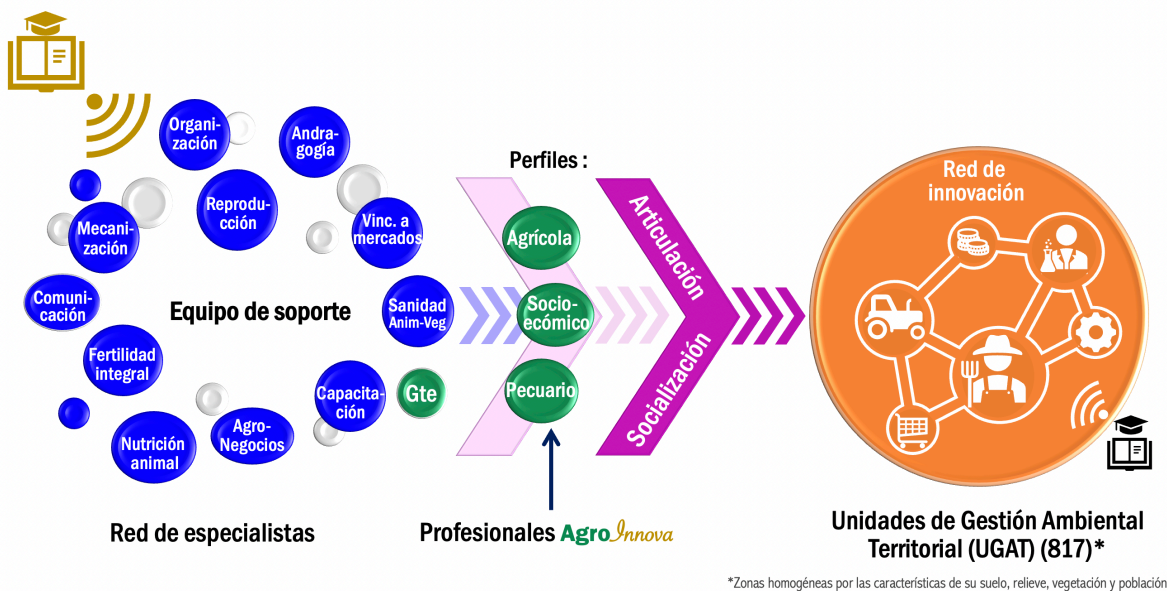 Organi-
zación
Andra-
gogía
Reproduc-
cción
Mecani-
zación
Vinc. a
mercados
Comuni-
cación
Equipo de soporte
Sanidad
Anim-Veg
Fertilidad
integral
Capacita-
ción
Gte
Agro-
Negocios
Nutrición
animal
Red de especialistas
Perfiles :
Agrícola
Socio-
ecómico
Pecuario
Profesionales AgroInnova
Articulación
Socialización
Red de
innovación
Unidades de Gestión Ambiental
Territorial (UGAT) (817)*
*Zonas homogéneas por las características de su suelo, relieve, vegetación y población